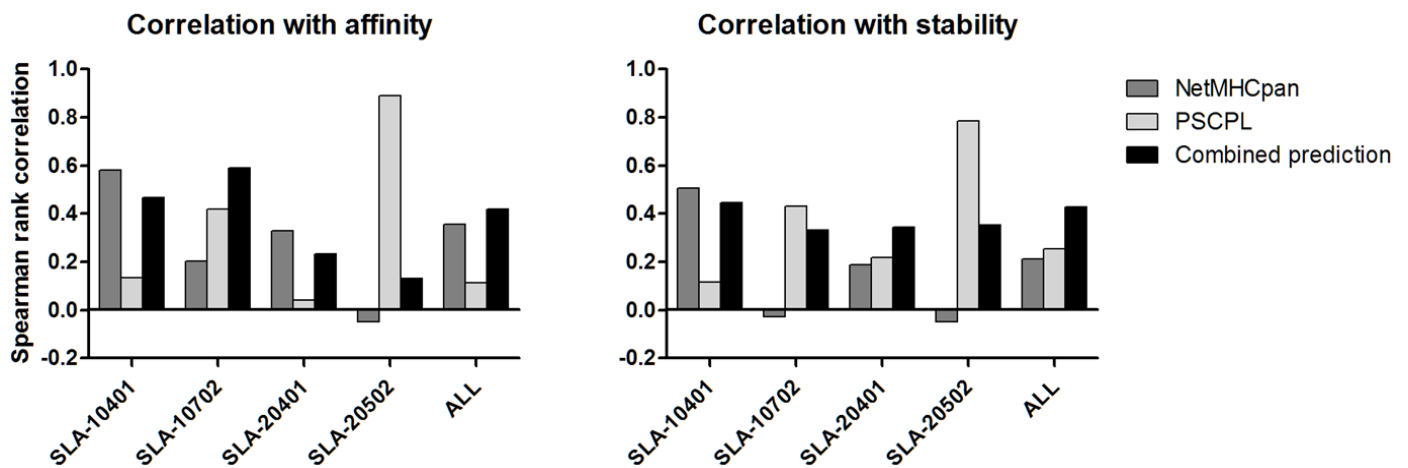 Correlation with affinity
Spearman rank correlation
1.0
0.8
0.6
0.4
0.2
0.0
-0.2
SLA-10401
SLA-10702
SLA-20401
SLA-20502
ALL
Correlation with stability
1.0
0.8
0.6
0.4
0.2
0.0
-0.2
SLA-10401
SLA-10702
SLA-20401
SLA-20502
ALL
NetMHCpan
PSCPL
Combined prediction